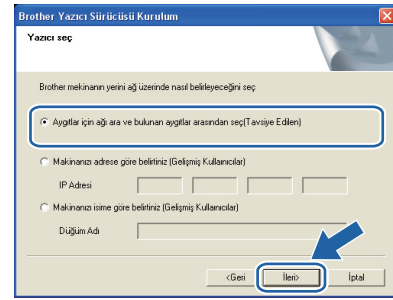 Brother Yazıcı Sürücüsü Kurulum
Yazıcı seç
Brother mekinanın yerini ağ üzerinde nasıl belirleyeceğini seç
Aygıtlar için ağı ara ve bulunan aygıtlar arasından seç(Tavsiye Edilen)
Makinanızı adrese göre belirtiniz (Gelişmiş Kullanıcılar)
IP Adresi
Makinanızı isime göre belirtiniz (Gelişmiş Kullanıcılar)
Düğüm Adı
<Geri İleri> İptal